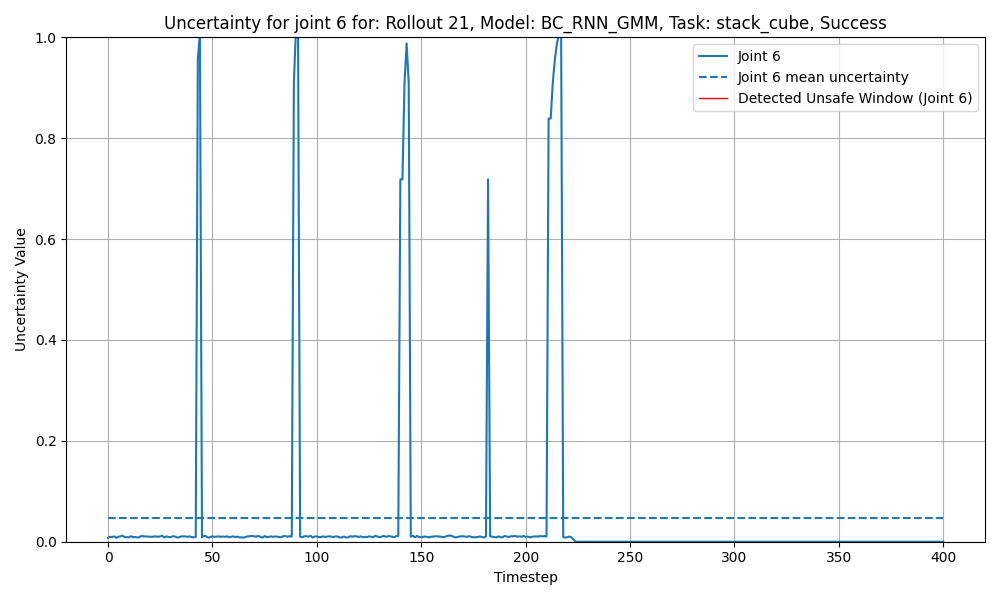 Uncertainty for joint 6 for: Rollout 21, Model: BC_RNN_GMM, Task: stack_cube, Success
Joint 6
Joint 6 mean uncertainty
Detected Unsafe Window (Joint 6)
Uncertainty Value
1.0
0.8
0.6
0.4
0.2
0.0
0 50 100 150 200 250 300 350 400
Timestep